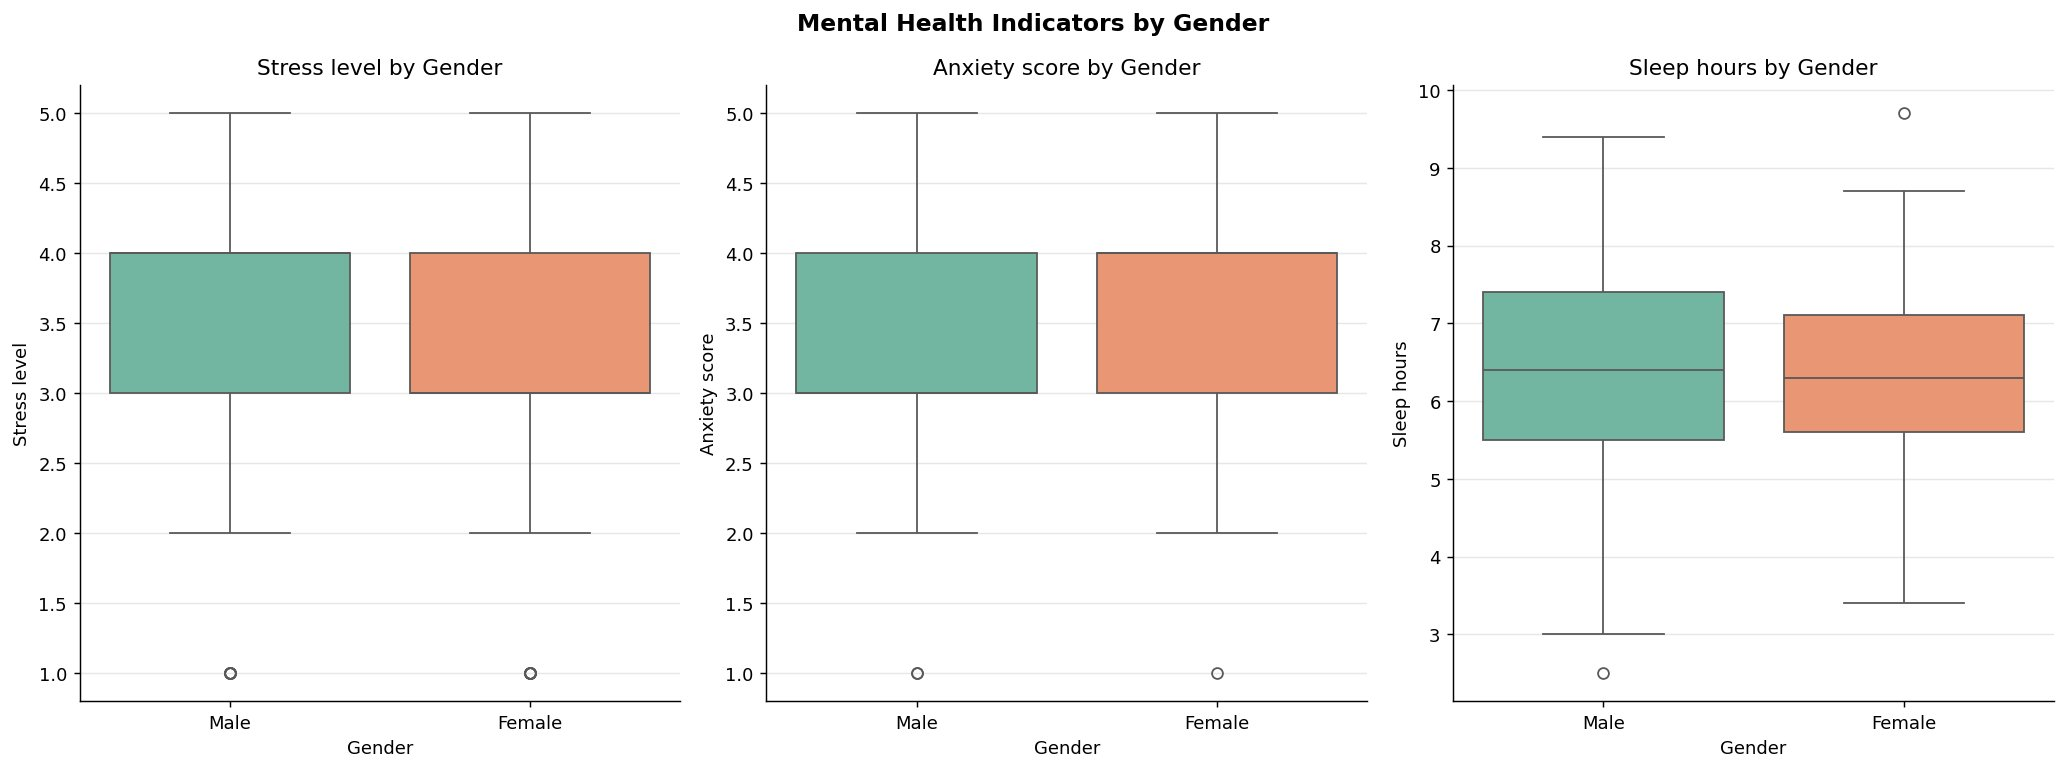 Mental Health Indicators by Gender
Stress level by Gender
Stress level
5.0
4.5
4.0
3.5
3.0
2.5
2.0
1.5
1.0
Male Female
Gender
Anxiety score by Gender
Anxiety score
5.0
4.5
4.0
3.5
3.0
2.5
2.0
1.5
1.0
Male Female
Gender
Sleep hours by Gender
Sleep hours
10
9
8
7
6
5
4
3
Male Female
Gender